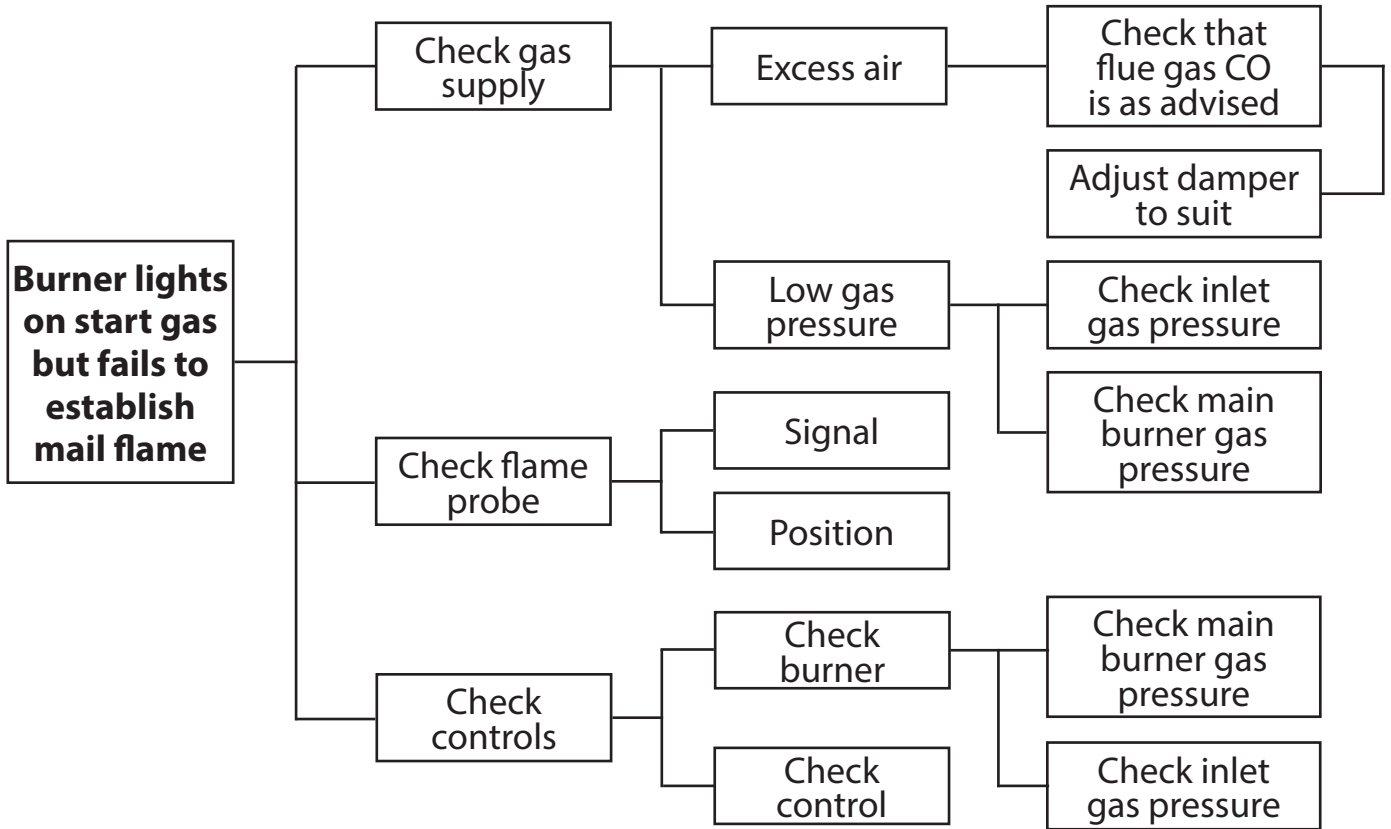 Burner lights
on start gas
but fails to
establish
mail flame
Check gas
supply
Excess air
Check that
flue gas CO
is as advised
Adjust damper
to suit
Low gas
pressure
Check inlet
gas pressure
Check main
burner gas
pressure
Check flame
probe
Signal
Position
Check
controls
Check
burner
Check main
burner gas
pressure
Check inlet
gas pressure
Check
control